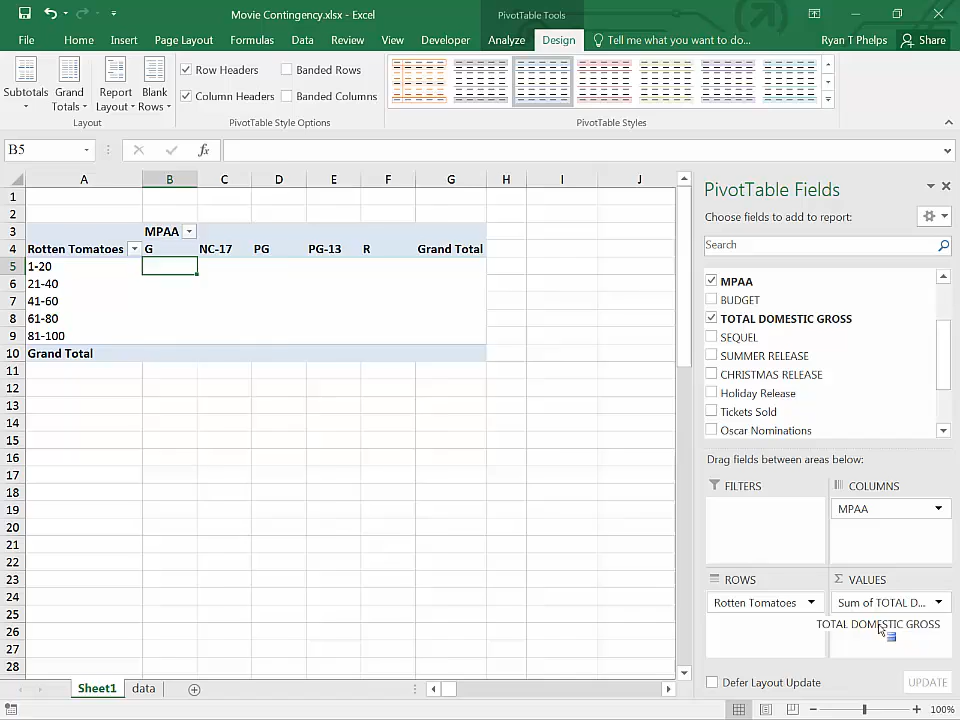 Movie Contingency.xlsx - Excel
PivotTable Tools
File Home Insert Page Layout Formulas Data Review View Developer Analyze Design Tell me what you want to do... Ryan T Phelps Share
Subtotals
Grand Totals
Report Layout
Blank Rows
Layout
Row Headers
Banded Rows
Column Headers
Banded Columns
PivotTable Style Options
PivotTable Styles
B5
fx
A B C D E F G H I J
1
2
3 MPAA
4 Rotten Tomatoes G NC-17 PG PG-13 R Grand Total
5 1-20
6 21-40
7 41-60
8 61-80
9 81-100
10 Grand Total
11
12
13
14
15
16
17
18
19
20
21
22
23
24
25
26
27
28
PivotTable Fields
Choose fields to add to report:
Search
MPAA
BUDGET
TOTAL DOMESTIC GROSS
SEQUEL
SUMMER RELEASE
CHRISTMAS RELEASE
Holiday Release
Tickets Sold
Oscar Nominations
Drag fields between areas below:
FILTERS
COLUMNS
MPAA
ROWS
Σ VALUES
Rotten Tomatoes
Sum of TOTAL D...
TOTAL DOMESTIC GROSS
Defer Layout Update
UPDATE
Sheet1 data
100%